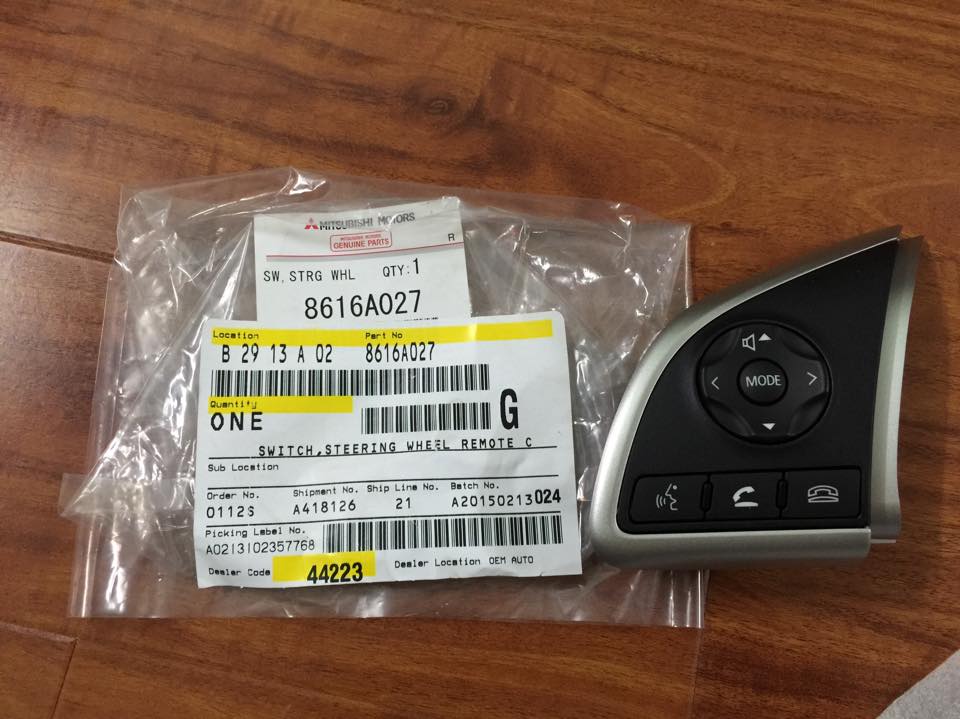 MITSUBISHI MOTORS
MITSUBISHI MOTORS
GENUINE PARTS
R
SW, STRG WHL QTY: 1
8616A027
Location Part No
B 29 13 A 02 8616A027
Quantity
ONE G
SWITCH,STEERING WHEEL REMOTE C
Sub Location
Order No. Shipment No. Ship Line No. Batch No.
0112S A418126 21 A20150213024
Picking Label No.
A0213102357768
Dealer Code 44223 Dealer Location OEM AUTO
MODE